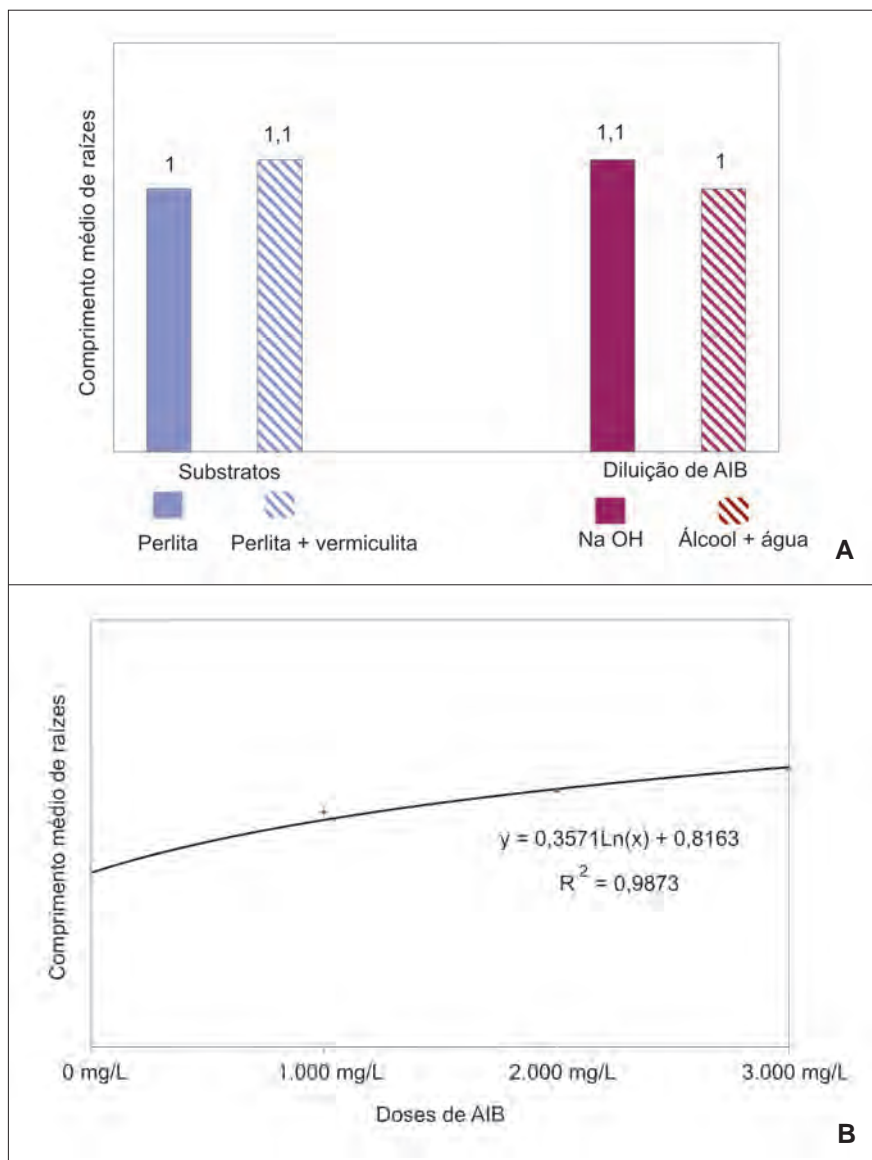 Comprimento médio de raízes
1
1,1
1,1
1
Substratos
Diluição de AIB
Perlita
Perlita + vermiculita
Na OH
Álcool + água
A
Comprimento médio de raízes
y = 0,3571Ln(x) + 0,8163
R² = 0,9873
0 mg/L
1.000 mg/L
2.000 mg/L
3.000 mg/L
Doses de AIB
B